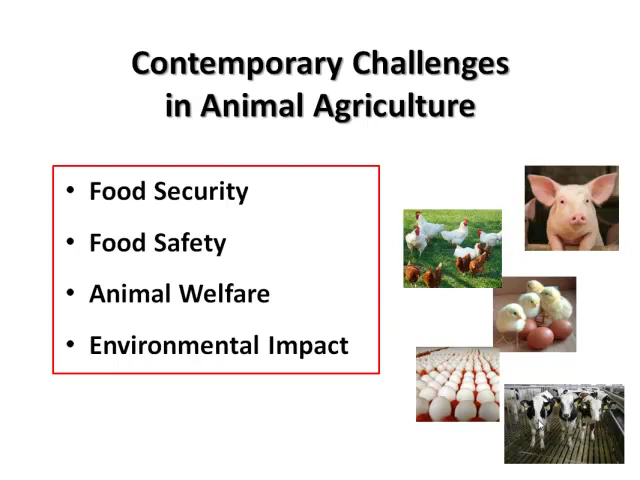 Contemporary Challenges
in Animal Agriculture
• Food Security
• Food Safety
• Animal Welfare
• Environmental Impact